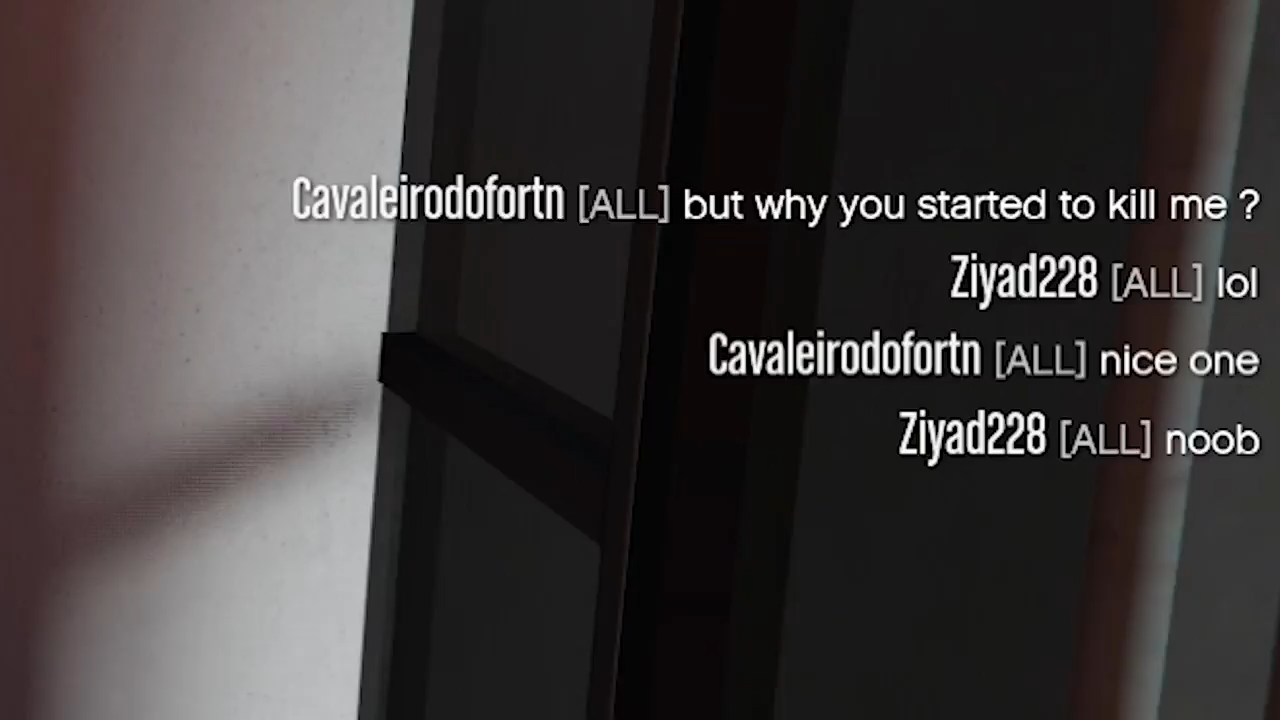 Cavaleirodofortn [ALL] but why you started to kill me ?
Ziyad228 [ALL] lol
Cavaleirodofortn [ALL] nice one
Ziyad228 [ALL] noob